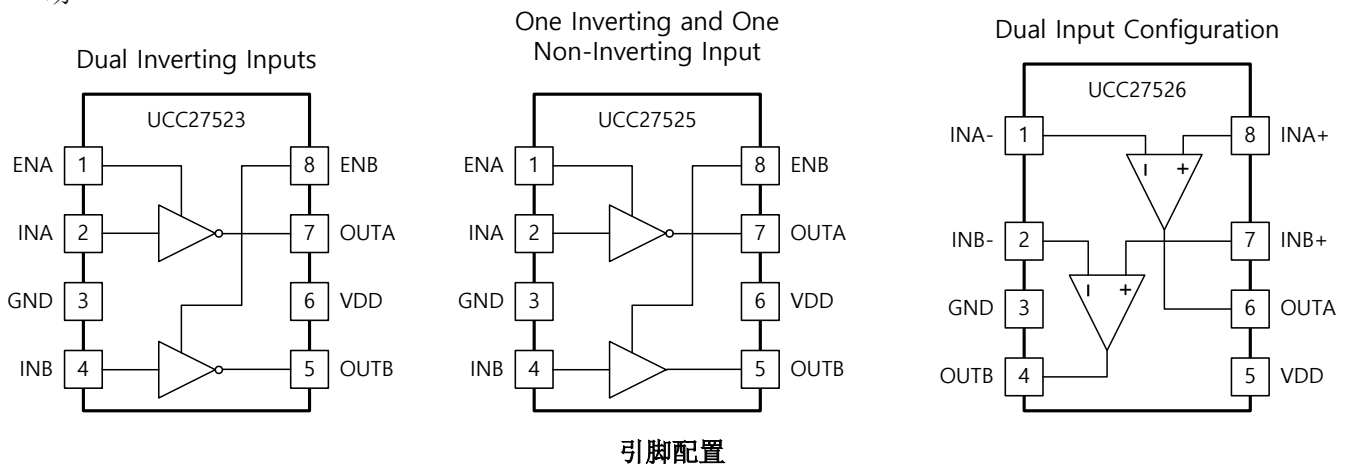 Dual Inverting Inputs
UCC27523
ENA 1
8 ENB
INA 2
7 OUTA
GND 3
6 VDD
INB 4
5 OUTB
One Inverting and One
Non-Inverting Input
UCC27525
ENA 1
8 ENB
INA 2
7 OUTA
GND 3
6 VDD
INB 4
5 OUTB
Dual Input Configuration
UCC27526
INA- 1
8 INA+
- +
INB- 2
7 INB+
- +
GND 3
6 OUTA
OUTB 4
5 VDD
引脚配置